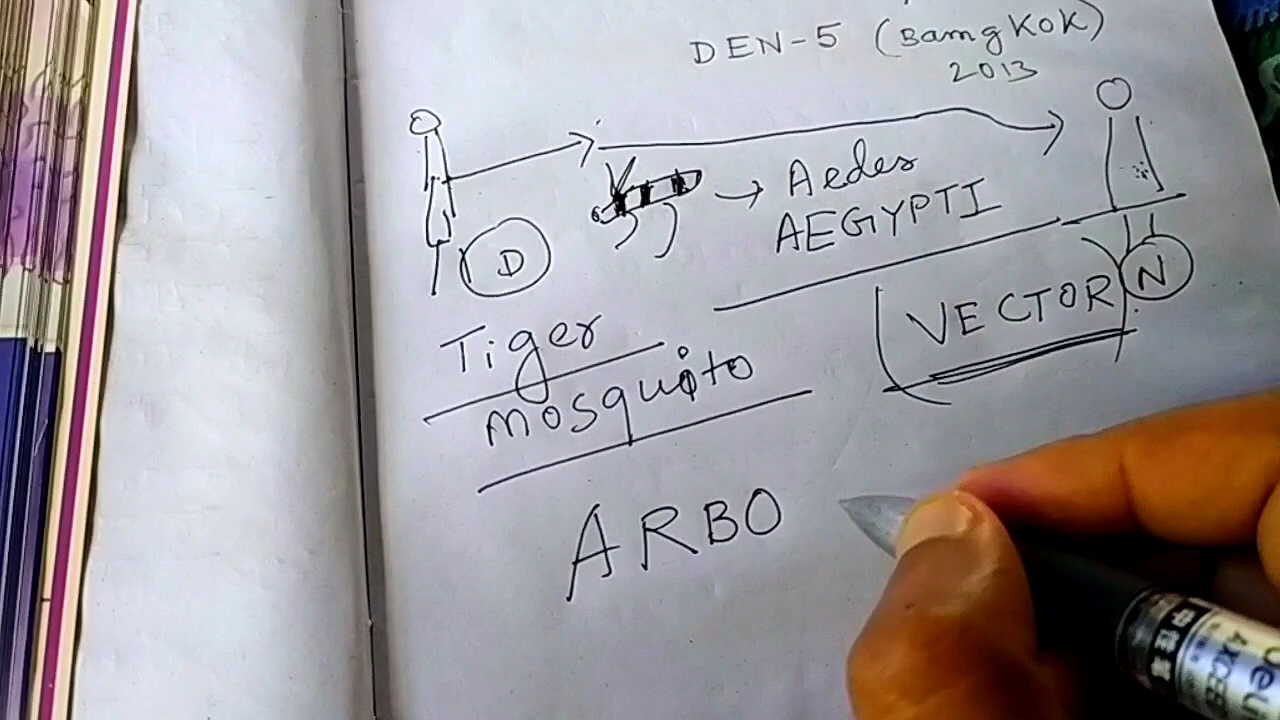 DEN-5 (Bamgkok)
2013
Aedes
AEGYPTI
D
N
VECTOR
Tiger
mosquito
ARBO